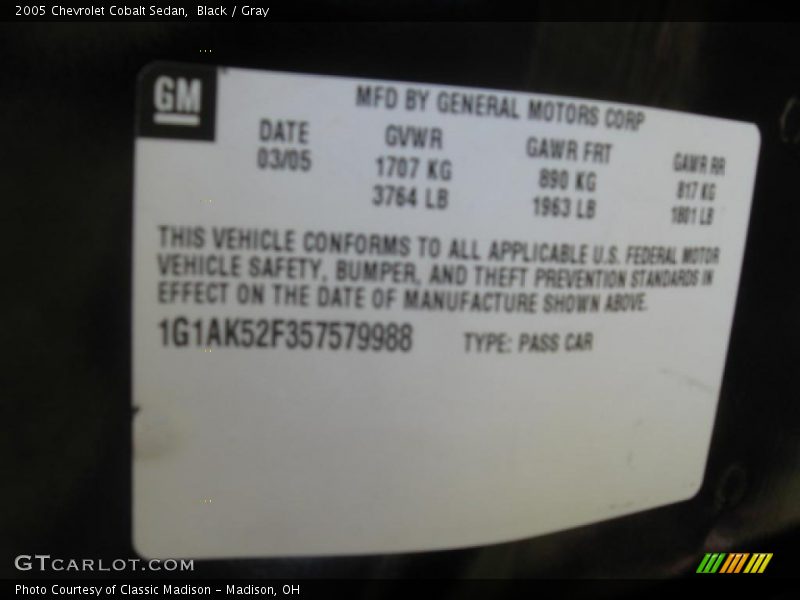 2005 Chevrolet Cobalt Sedan,  Black / Gray
GM
MFD BY GENERAL MOTORS CORP
DATE GVWR GAWR FRT GAWR RR
03/05 1707 KG 890 KG 817 KG
3764 LB 1963 LB 1801 LB
THIS VEHICLE CONFORMS TO ALL APPLICABLE U.S. FEDERAL MOTOR
VEHICLE SAFETY, BUMPER, AND THEFT PREVENTION STANDARDS IN
EFFECT ON THE DATE OF MANUFACTURE SHOWN ABOVE.
1G1AK52F357579988 TYPE: PASS CAR
GTCARLOT.COM
Photo Courtesy of Classic Madison - Madison, OH